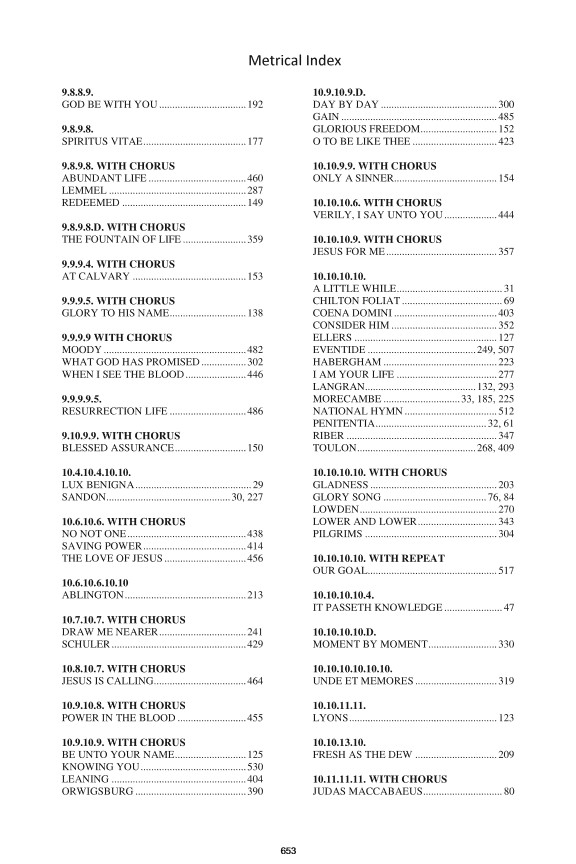 Metrical Index
9.8.8.9.
GOD BE WITH YOU ................................. 192
9.8.9.8.
SPIRITUS VITAE....................................... 177
9.8.9.8. WITH CHORUS
ABUNDANT LIFE ..................................... 460
LEMMEL .................................................... 287
REDEEMED ............................................... 149
9.8.9.8.D. WITH CHORUS
THE FOUNTAIN OF LIFE ........................ 359
9.9.9.4. WITH CHORUS
AT CALVARY ........................................... 153
9.9.9.5. WITH CHORUS
GLORY TO HIS NAME............................. 138
9.9.9.9 WITH CHORUS
MOODY ...................................................... 482
WHAT GOD HAS PROMISED ................. 302
WHEN I SEE THE BLOOD ....................... 446
9.9.9.9.5.
RESURRECTION LIFE ............................. 486
9.10.9.9. WITH CHORUS
BLESSED ASSURANCE........................... 150
10.4.10.4.10.10.
LUX BENIGNA............................................ 29
SANDON............................................... 30, 227
10.6.10.6. WITH CHORUS
NO NOT ONE............................................. 438
SAVING POWER....................................... 414
THE LOVE OF JESUS ............................... 456
10.6.10.6.10.10
ABLINGTON.............................................. 213
10.7.10.7. WITH CHORUS
DRAW ME NEARER................................. 241
SCHULER ................................................... 429
10.8.10.7. WITH CHORUS
JESUS IS CALLING................................... 464
10.9.10.8. WITH CHORUS
POWER IN THE BLOOD .......................... 455
10.9.10.9. WITH CHORUS
BE UNTO YOUR NAME........................... 125
KNOWING YOU........................................ 530
LEANING ................................................... 404
ORWIGSBURG .......................................... 390
10.9.10.9.D.
DAY BY DAY ............................................ 300
GAIN ........................................................... 485
GLORIOUS FREEDOM............................. 152
O TO BE LIKE THEE ................................ 423
10.10.9.9. WITH CHORUS
ONLY A SINNER....................................... 154
10.10.10.6. WITH CHORUS
VERILY, I SAY UNTO YOU .................... 444
10.10.10.9. WITH CHORUS
JESUS FOR ME.......................................... 357
10.10.10.10.
A LITTLE WHILE........................................ 31
CHILTON FOLIAT ...................................... 69
COENA DOMINI ....................................... 403
CONSIDER HIM ........................................ 352
ELLERS ...................................................... 127
EVENTIDE ......................................... 249, 507
HABERGHAM ........................................... 223
I AM YOUR LIFE ...................................... 277
LANGRAN.......................................... 132, 293
MORECAMBE ............................. 33, 185, 225
NATIONAL HYMN ................................... 512
PENITENTIA.......................................... 32, 61
RIBER ......................................................... 347
TOULON............................................. 268, 409
10.10.10.10. WITH CHORUS
GLADNESS ................................................ 203
GLORY SONG ....................................... 76, 84
LOWDEN.................................................... 270
LOWER AND LOWER.............................. 343
PILGRIMS .................................................. 304
10.10.10.10. WITH REPEAT
OUR GOAL................................................. 517
10.10.10.10.4.
IT PASSETH KNOWLEDGE ...................... 47
10.10.10.10.D.
MOMENT BY MOMENT.......................... 330
10.10.10.10.10.10.
UNDE ET MEMORES ............................... 319
10.10.11.11.
LYONS........................................................ 123
10.10.13.10.
FRESH AS THE DEW ............................... 209
10.11.11.11. WITH CHORUS
JUDAS MACCABAEUS.............................. 80
653